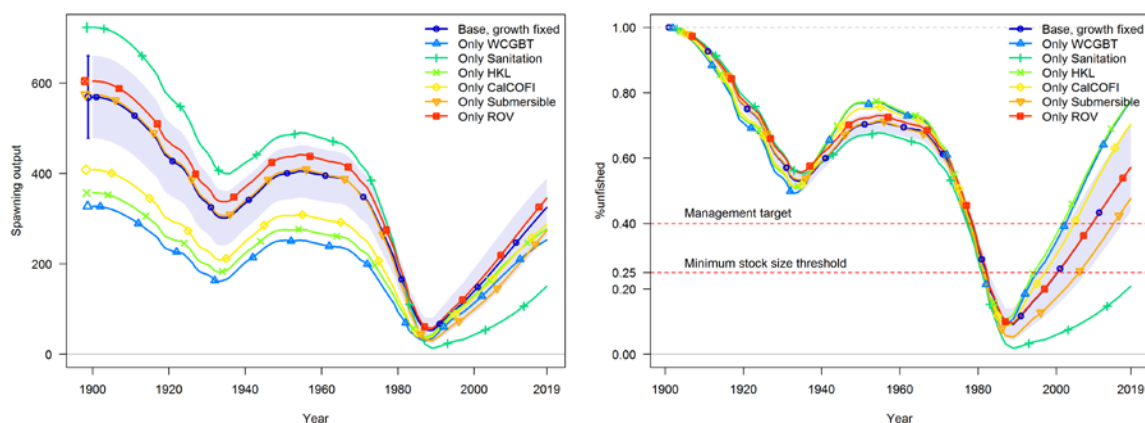 Spawning output
600
400
200
0
1900
1920
1940
1960
1980
2000
2019
Year
Base, growth fixed
Only WCGBT
Only Sanitation
Only HKL
Only CalCOFI
Only Submersible
Only ROV
%unfished
1.00
0.80
0.60
0.40
0.25
0.00
1900
1920
1940
1960
1980
2000
2019
Year
Base, growth fixed
Only WCGBT
Only Sanitation
Only HKL
Only CalCOFI
Only Submersible
Only ROV
Management target
Minimum stock size threshold